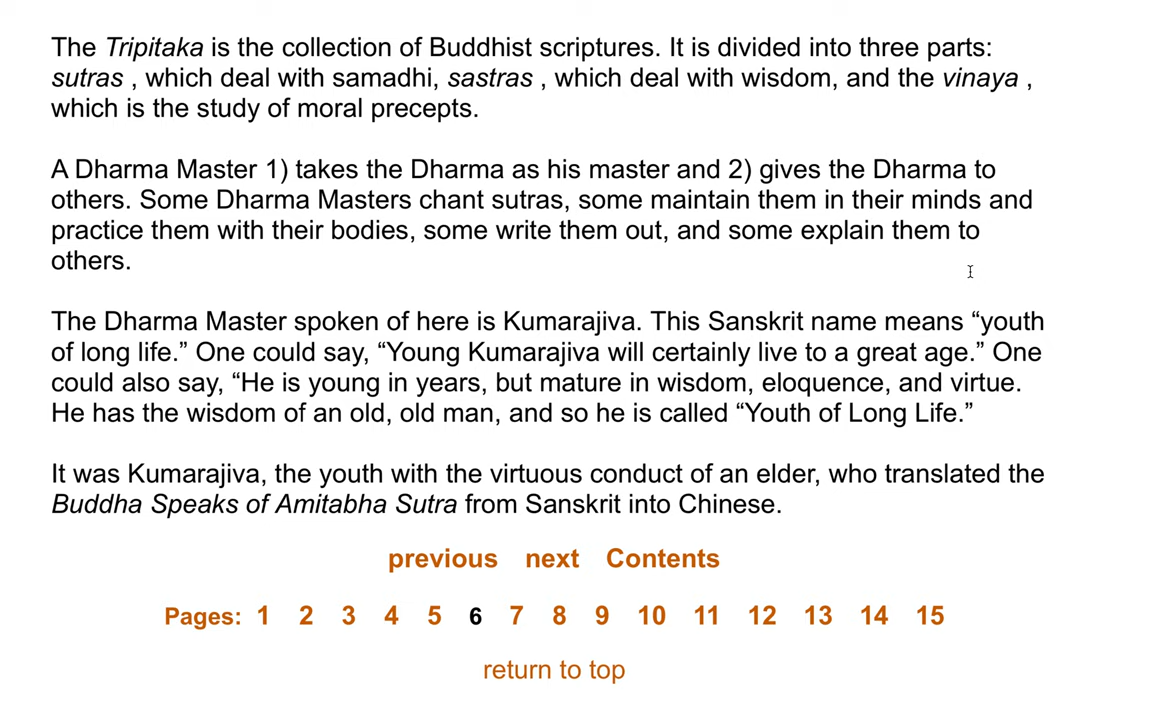 The Tripitaka is the collection of Buddhist scriptures. It is divided into three parts:
sutras , which deal with samadhi, sastras , which deal with wisdom, and the vinaya ,
which is the study of moral precepts.
A Dharma Master 1) takes the Dharma as his master and 2) gives the Dharma to
others. Some Dharma Masters chant sutras, some maintain them in their minds and
practice them with their bodies, some write them out, and some explain them to
others.
The Dharma Master spoken of here is Kumarajiva. This Sanskrit name means “youth
of long life.” One could say, “Young Kumarajiva will certainly live to a great age.” One
could also say, “He is young in years, but mature in wisdom, eloquence, and virtue.
He has the wisdom of an old, old man, and so he is called “Youth of Long Life.”
It was Kumarajiva, the youth with the virtuous conduct of an elder, who translated the
Buddha Speaks of Amitabha Sutra from Sanskrit into Chinese.
previous next Contents
Pages: 1 2 3 4 5 6 7 8 9 10 11 12 13 14 15
return to top